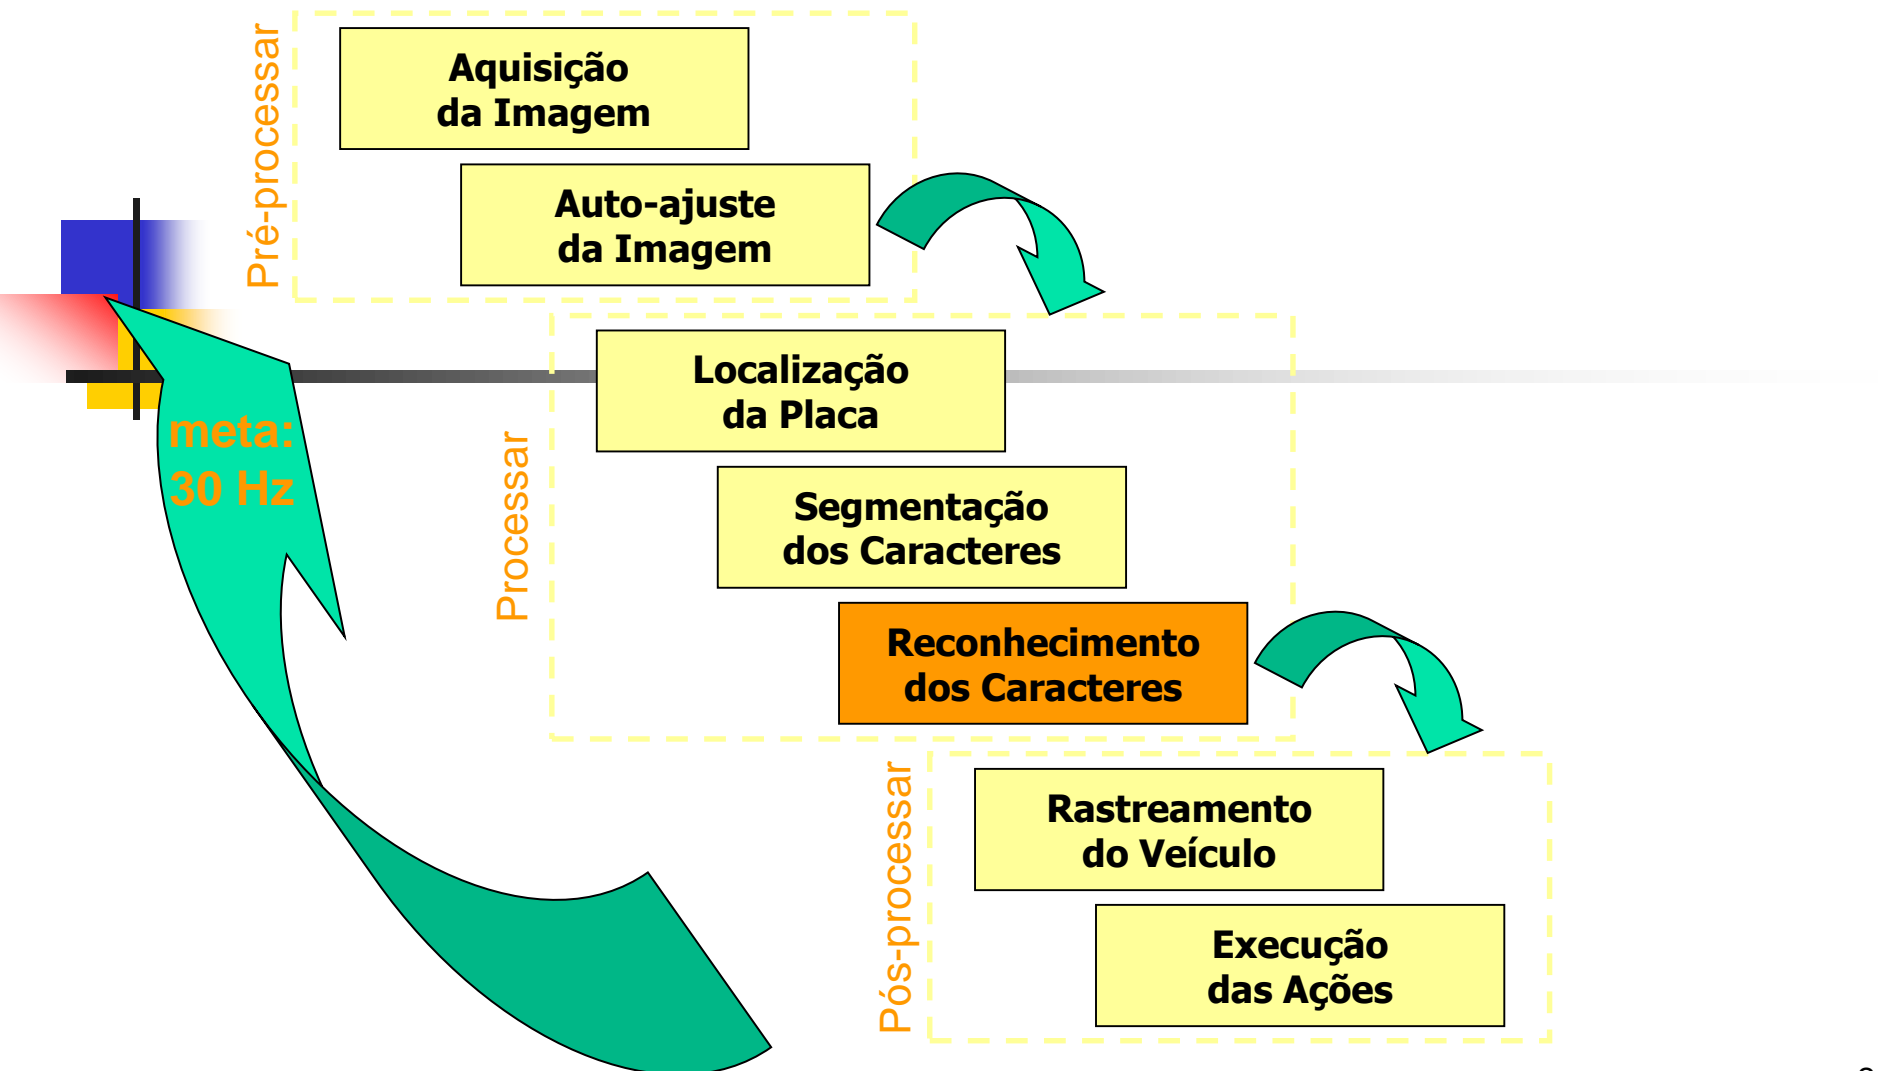 Pré-processar
Aquisição
da Imagem
Auto-ajuste
da Imagem
meta:
30 Hz
Processar
Localização
da Placa
Segmentação
dos Caracteres
Reconhecimento
dos Caracteres
Pós-processar
Rastreamento
do Veículo
Execução
das Ações